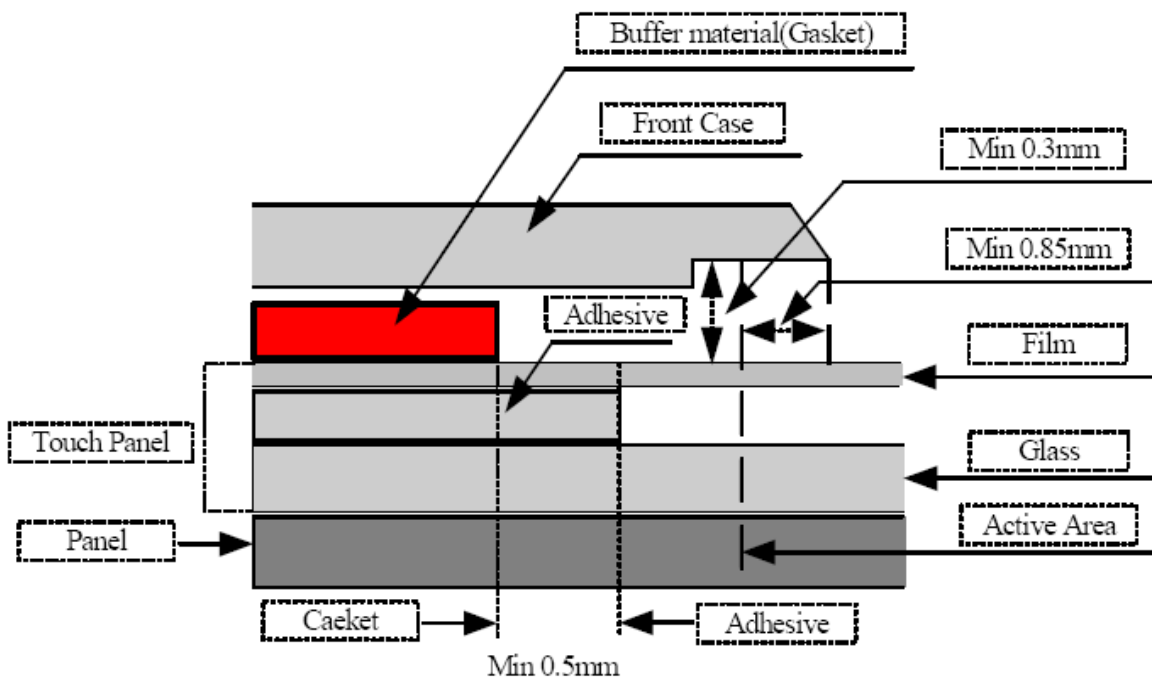 Buffer material(Gasket)
Front Case
Min 0.3mm
Min 0.85mm
Adhesive
Film
Touch Panel
Glass
Active Area
Panel
Caeket
Adhesive
Min 0.5mm